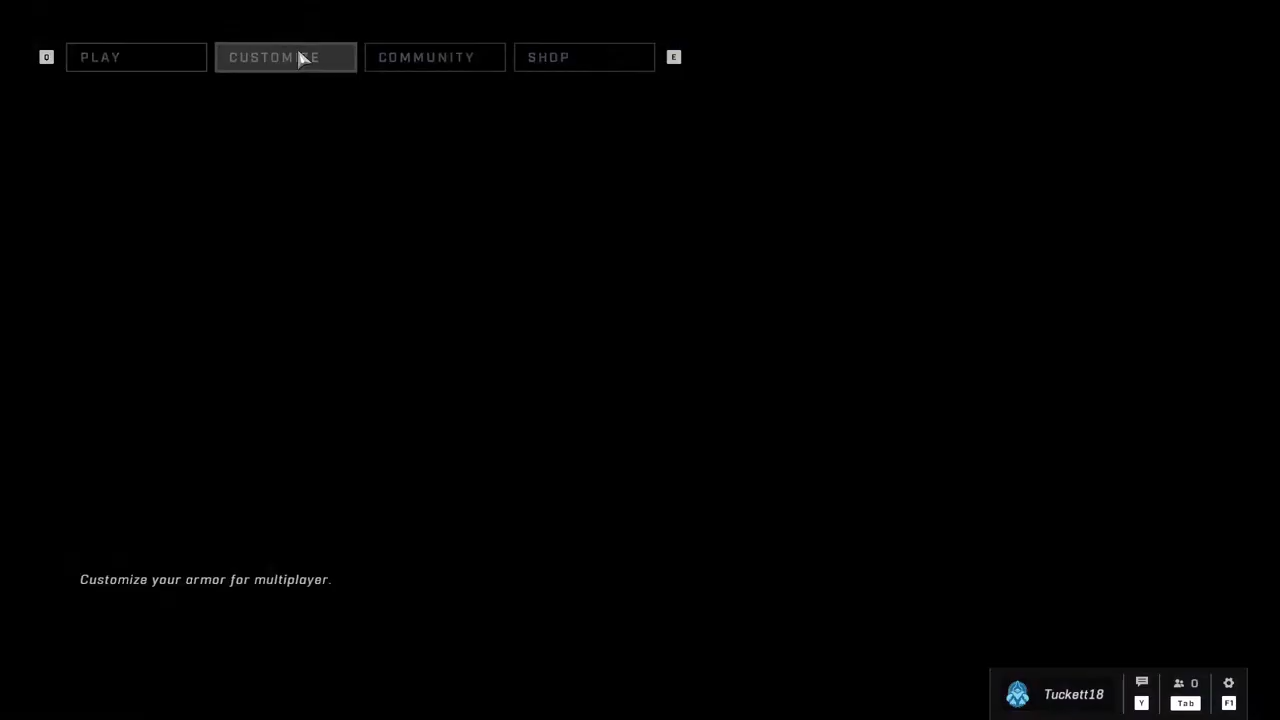 Q PLAY CUSTOMIZE COMMUNITY SHOP E
Customize your armor for multiplayer.
Tuckett18 0
Y Tab F1